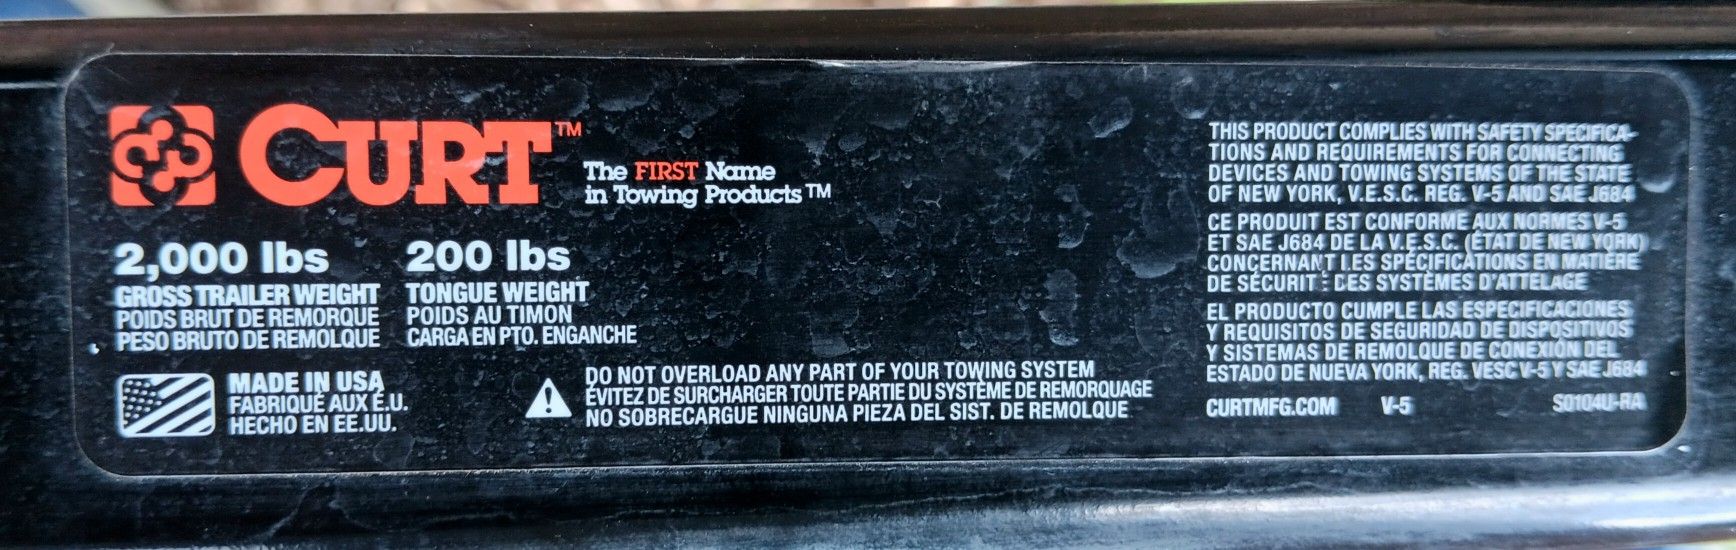 CURT™
The FIRST Name
in Towing Products™
2,000 lbs
GROSS TRAILER WEIGHT
POIDS BRUT DE REMORQUE
PESO BRUTO DE REMOLQUE
200 lbs
TONGUE WEIGHT
POIDS AU TIMON
CARGA EN PTO. ENGANCHE
MADE IN USA
FABRIQUÉ AUX É.U.
HECHO EN EE.UU.
DO NOT OVERLOAD ANY PART OF YOUR TOWING SYSTEM
ÉVITEZ DE SURCHARGER TOUTE PARTIE DU SYSTÈME DE REMORQUAGE
NO SOBRECARGUE NINGUNA PIEZA DEL SIST. DE REMOLQUE
THIS PRODUCT COMPLIES WITH SAFETY SPECIFICA-
TIONS AND REQUIREMENTS FOR CONNECTING
DEVICES AND TOWING SYSTEMS OF THE STATE
OF NEW YORK, V.E.S.C. REG. V-5 AND SAE J684
CE PRODUIT EST CONFORME AUX NORMES V-5
ET SAE J684 DE LA V.E.S.C. (ÉTAT DE NEW YORK)
CONCERNANT LES SPÉCIFICATIONS EN MATIÈRE
DE SÉCURITÉ DES SYSTÈMES D'ATTELAGE
EL PRODUCTO CUMPLE LAS ESPECIFICACIONES
Y REQUISITOS DE SEGURIDAD DE DISPOSITIVOS
Y SISTEMAS DE REMOLQUE DE CONEXIÓN DEL
ESTADO DE NUEVA YORK, REG. VESC V-5 Y SAE J684
CURTMFG.COM V-5 S0104U-RA